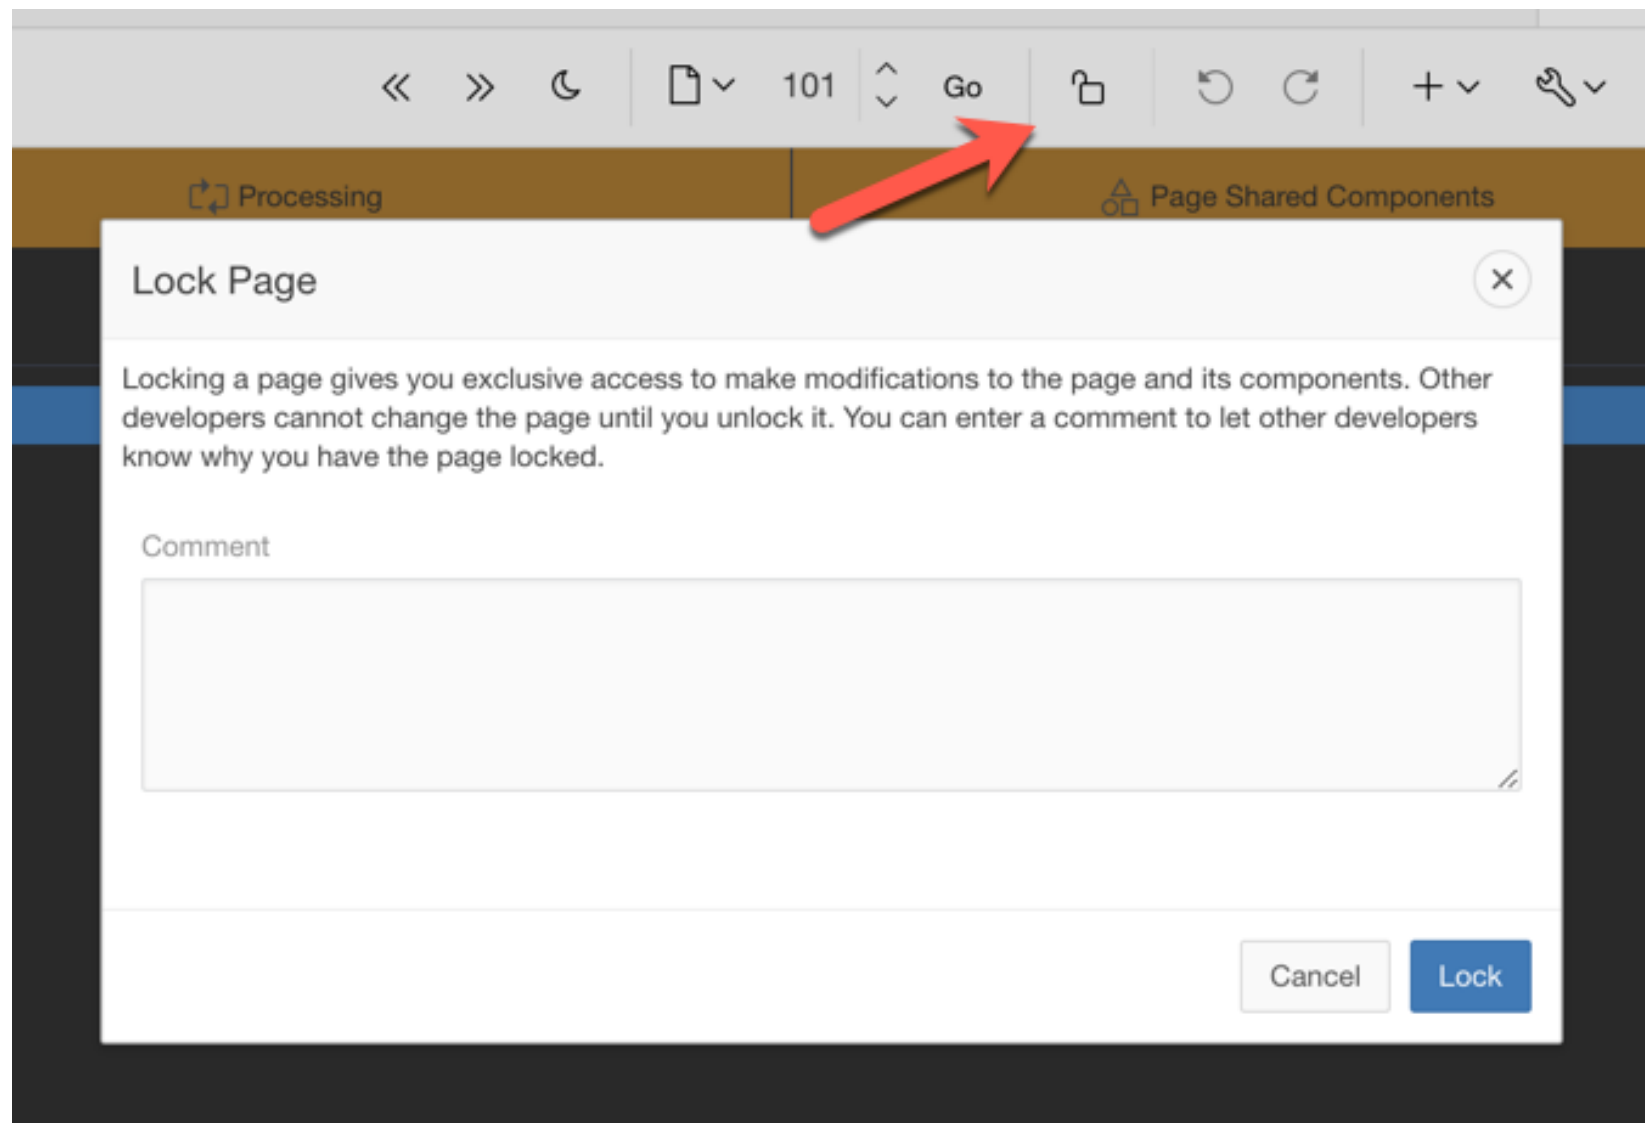 101
Go
Processing
Page Shared Components
Lock Page
Locking a page gives you exclusive access to make modifications to the page and its components. Other
developers cannot change the page until you unlock it. You can enter a comment to let other developers
know why you have the page locked.
Comment
Cancel
Lock